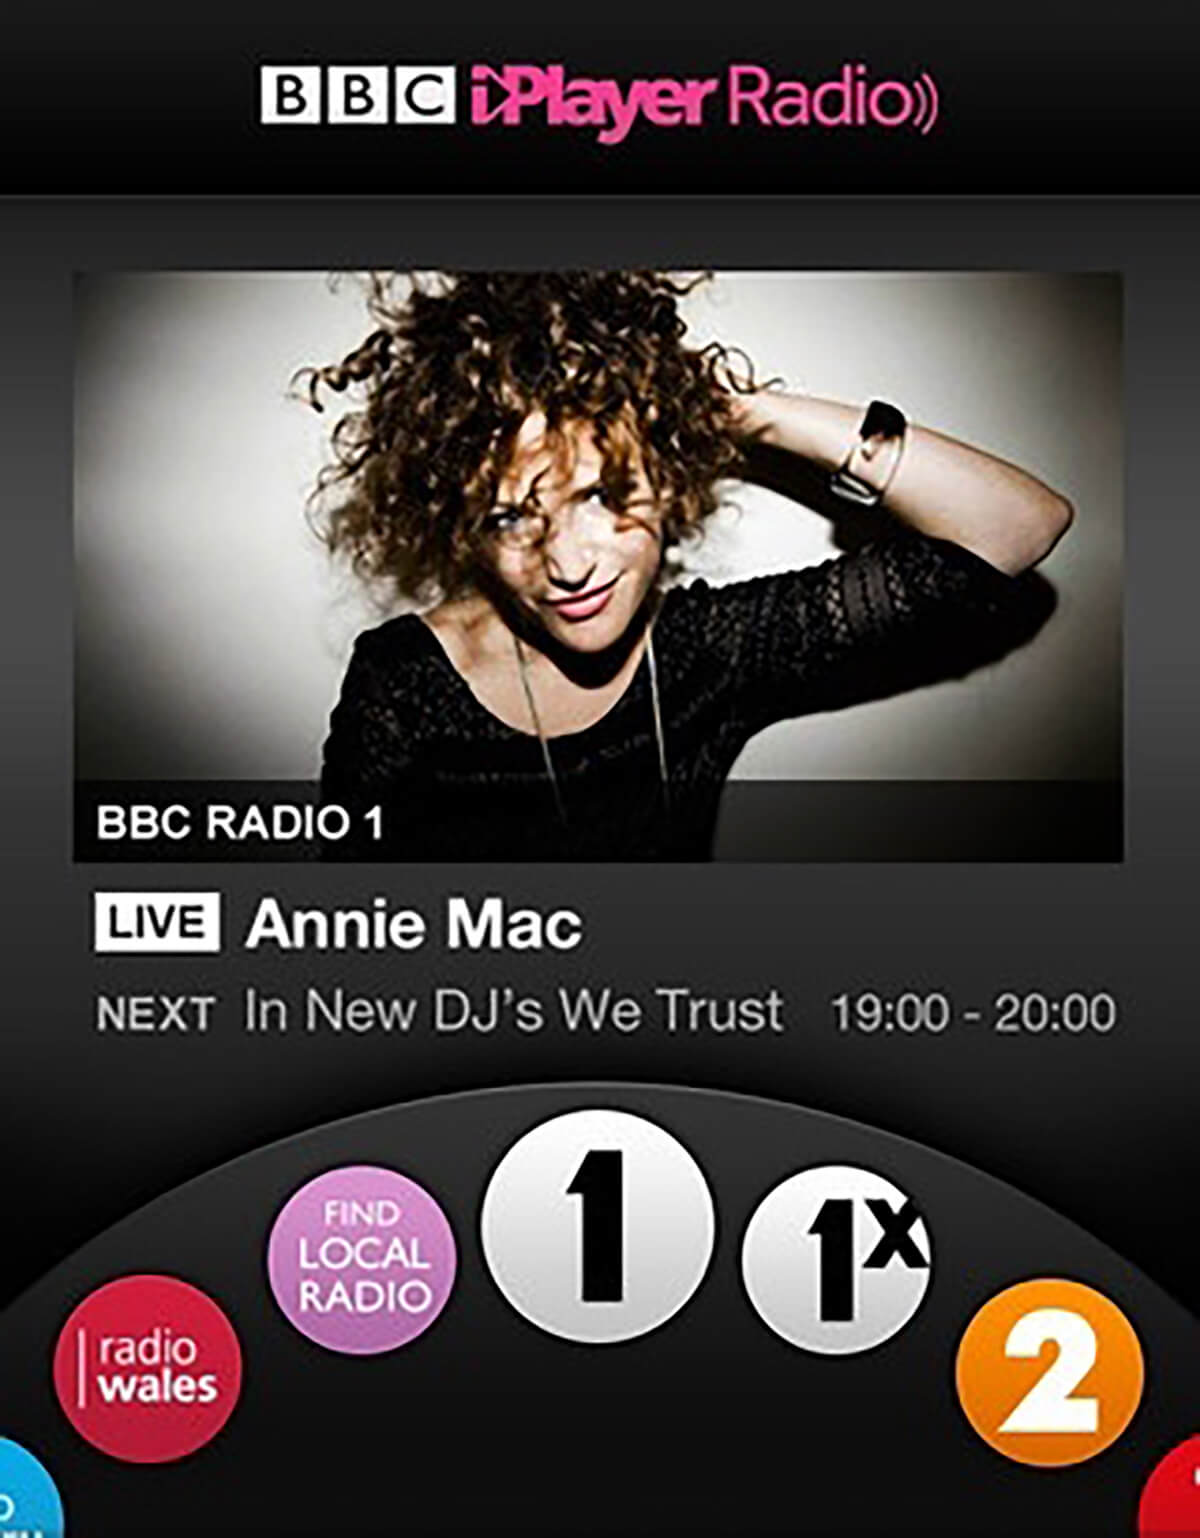 BBC iPlayer Radio
BBC RADIO 1
LIVE Annie Mac
NEXT In New DJ's We Trust 19:00 - 20:00
1
FIND
LOCAL
RADIO
1X
radio
wales
2